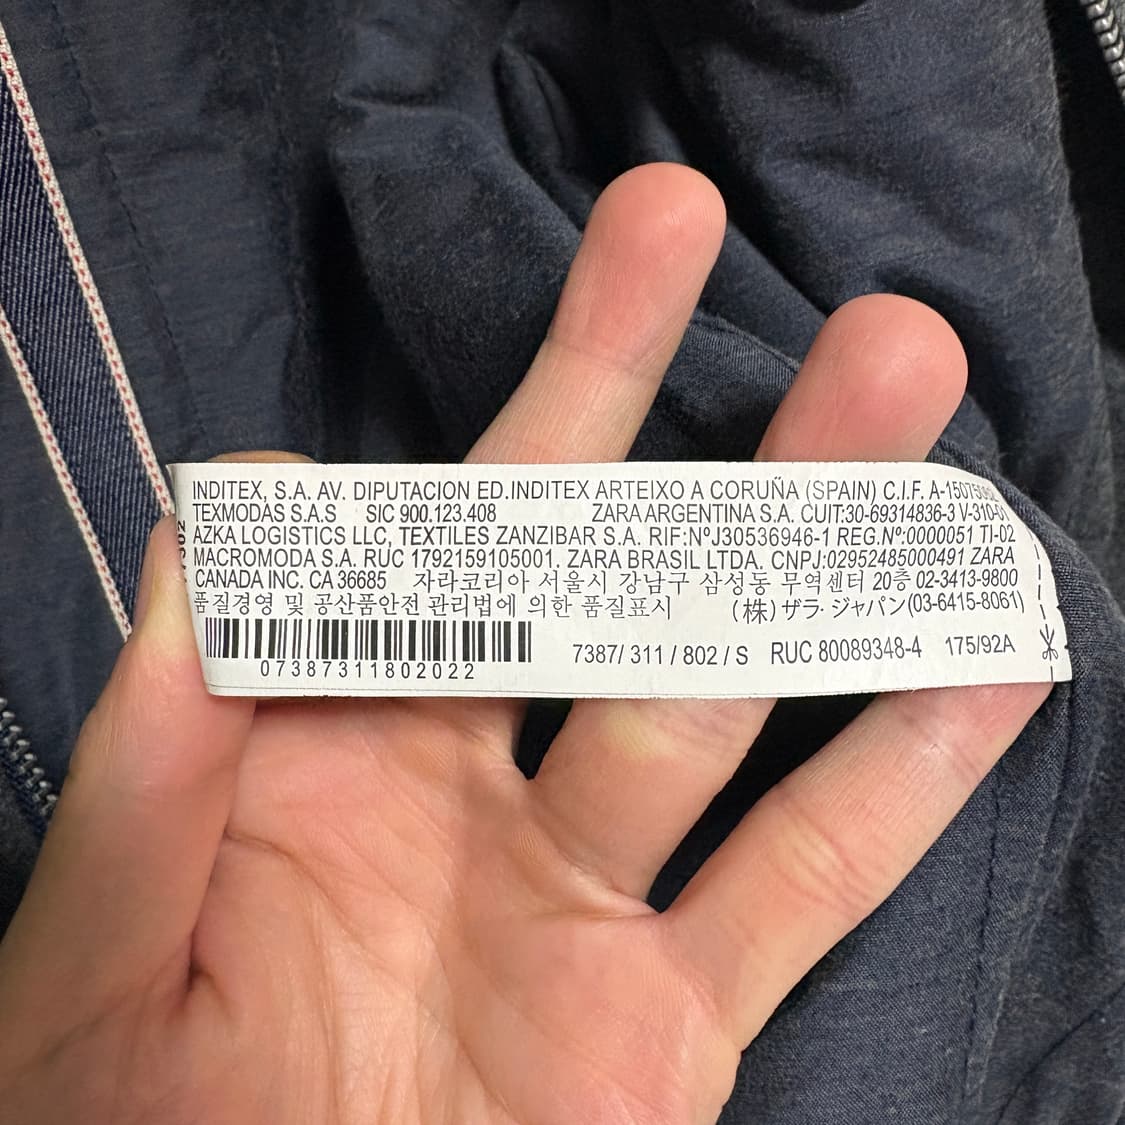 INDITEX, S.A. AV. DIPUTACION ED.INDITEX ARTEIXO A CORUÑA (SPAIN) C.I.F.
TEXMODAS S.A.S SIC 900.123.408 ZARA ARGENTINA S.A. CUIT:30-69314836-3 V-310-01
AZKA LOGISTICS LLC, TEXTILES ZANZIBAR S.A. RIF:NºJ30536946-1 REG.Nº:0000051 TI-02
MACROMODA S.A. RUC 1792159105001. ZARA BRASIL LTDA. CNPJ:02952485000491 ZARA
CANADA INC. CA 36685 자라코리아 서울시 강남구 삼성동 무역센터 20층 02-3413-9800
품질경영 및 공산품안전 관리법에 의한 품질표시 (株)ザラ・ジャパン(03-6415-8061)
07387311802022 7387/ 311 / 802 / S RUC 80089348-4 175/92A